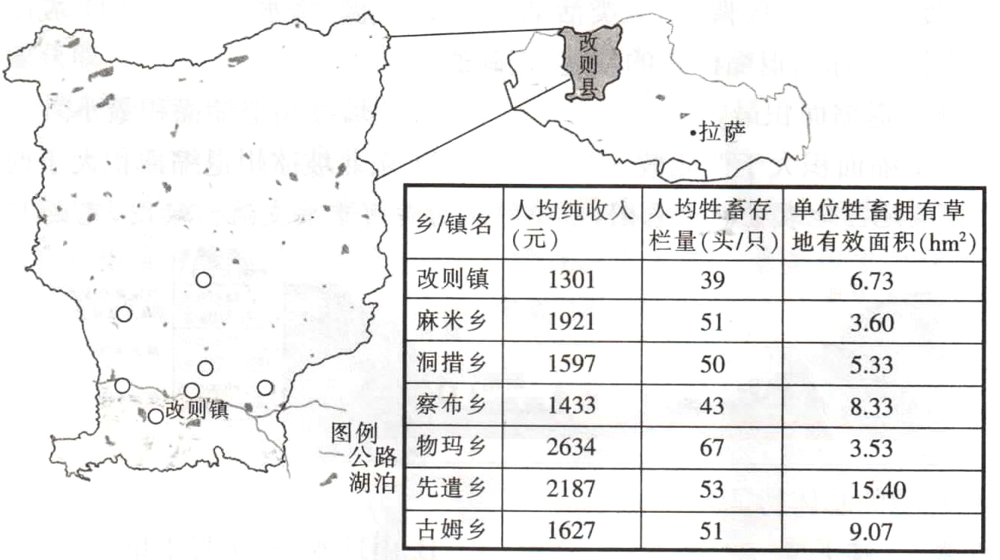 改则县
拉萨
改则镇
图例
公路
湖泊
乡/镇名 人均纯收入(元) 人均牲畜存栏量(头/只) 单位牲畜拥有草地有效面积(hm²)
改则镇 1301 39 6.73
麻米乡 1921 51 3.60
洞措乡 1597 50 5.33
察布乡 1433 43 8.33
物玛乡 2634 67 3.53
先遣乡 2187 53 15.40
古姆乡 1627 51 9.07